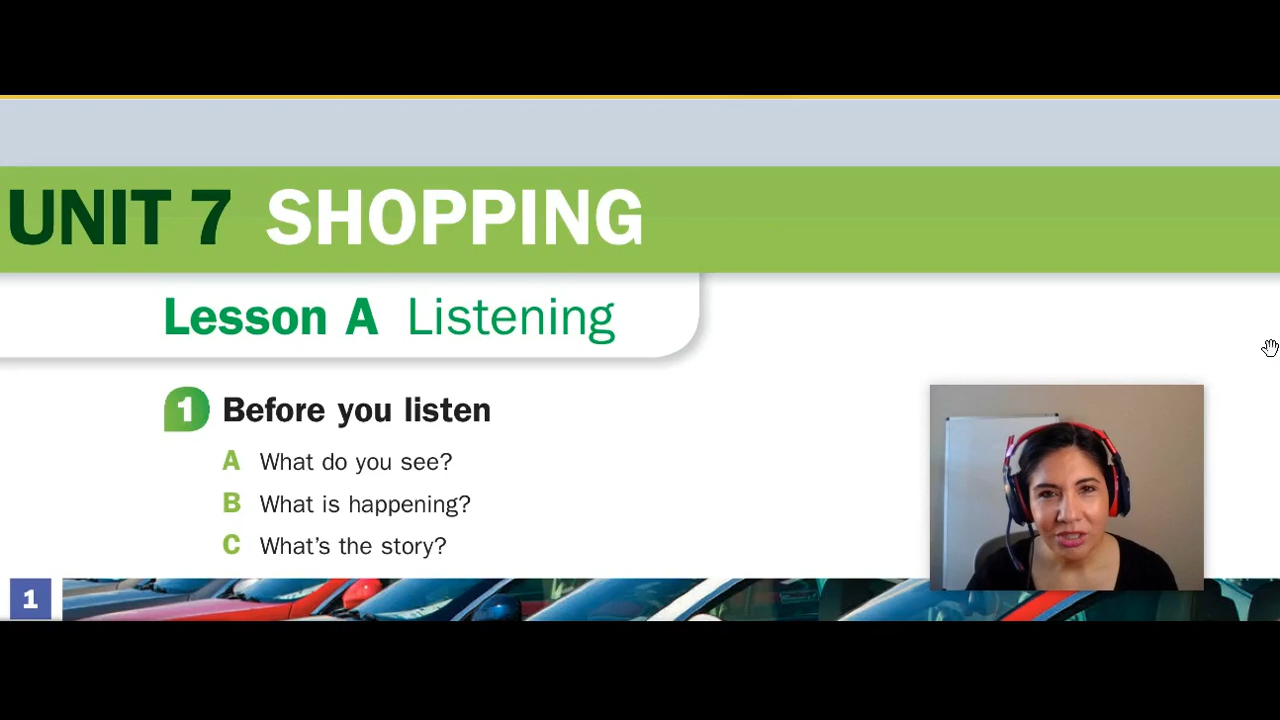 UNIT 7 SHOPPING
Lesson A Listening
1 Before you listen
A What do you see?
B What is happening?
C What's the story?
1